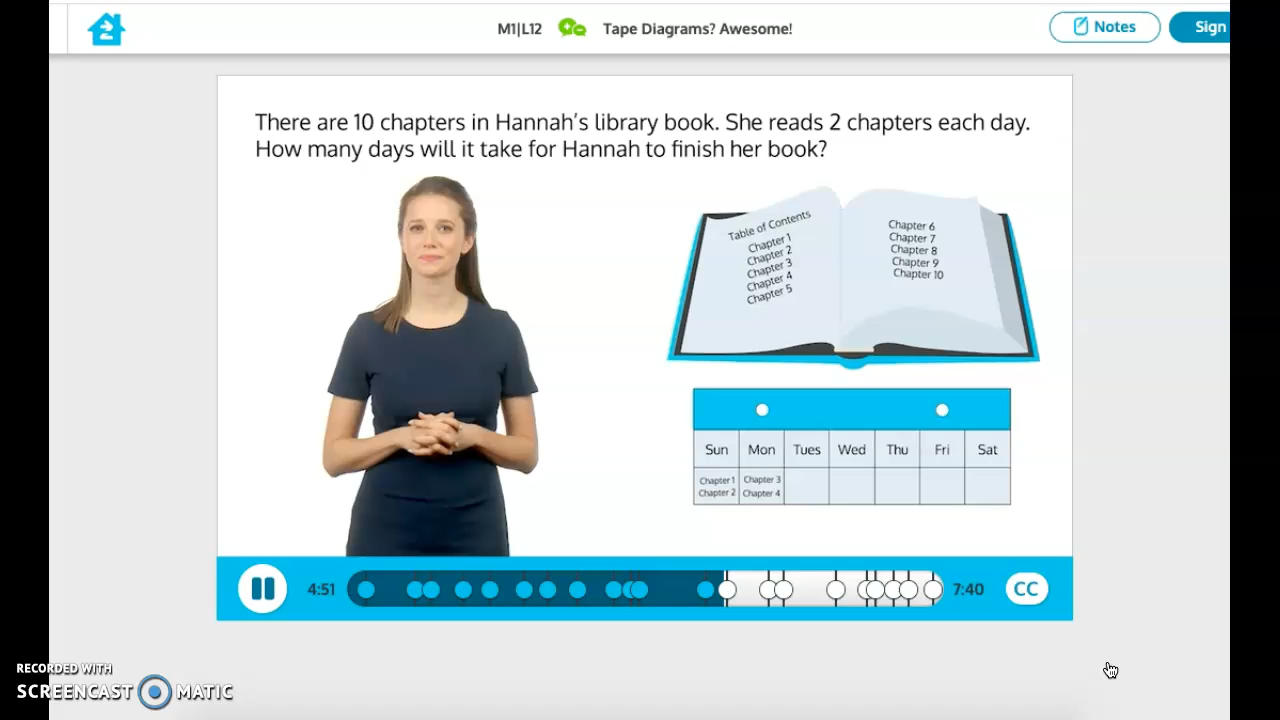 M1|L12 Tape Diagrams? Awesome! Notes Sign
There are 10 chapters in Hannah's library book. She reads 2 chapters each day.
How many days will it take for Hannah to finish her book?
Table of Contents
Chapter 1
Chapter 2
Chapter 3
Chapter 4
Chapter 5
Chapter 6
Chapter 7
Chapter 8
Chapter 9
Chapter 10
Sun Mon Tues Wed Thu Fri Sat
Chapter 1 Chapter 3
Chapter 2 Chapter 4
4:51 7:40 CC
RECORDED WITH
SCREENCAST MATIC